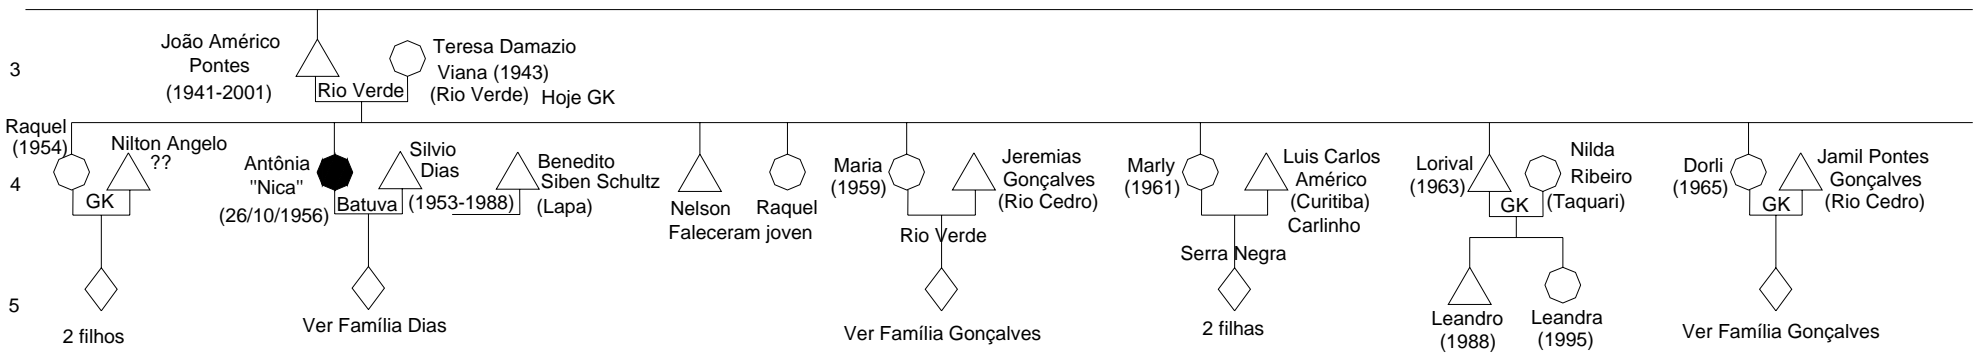 3
João Américo
Pontes
(1941-2001)
Rio Verde
Teresa Damazio
Viana (1943)
(Rio Verde)
Hoje GK
4
Raquel
(1954)
Nilton Angelo
??
GK
Antônia
"Nica"
(26/10/1956)
Batuva
Silvio
Dias
(1953-1988)
Benedito
Siben Schultz
(Lapa)
Nelson
Raquel
Faleceram joven
Maria
(1959)
Jeremias
Gonçalves
(Rio Cedro)
Rio Verde
Marly
(1961)
Luis Carlos
Américo
(Curitiba)
Carlinho
Serra Negra
Lorival
(1963)
Nilda
Ribeiro
(Taquari)
GK
Dorli
(1965)
Jamil Pontes
Gonçalves
(Rio Cedro)
GK
5
2 filhos
Ver Família Dias
Ver Família Gonçalves
2 filhas
Leandro
(1988)
Leandra
(1995)
Ver Família Gonçalves